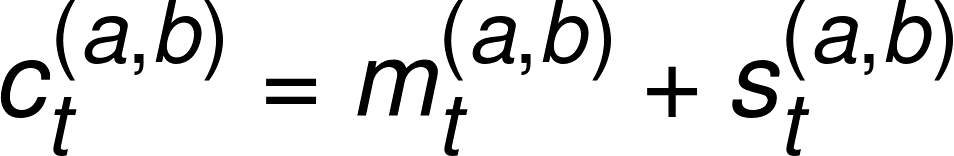 c_t^{(a,b)} = m_t^{(a,b)} + s_t^{(a,b)}